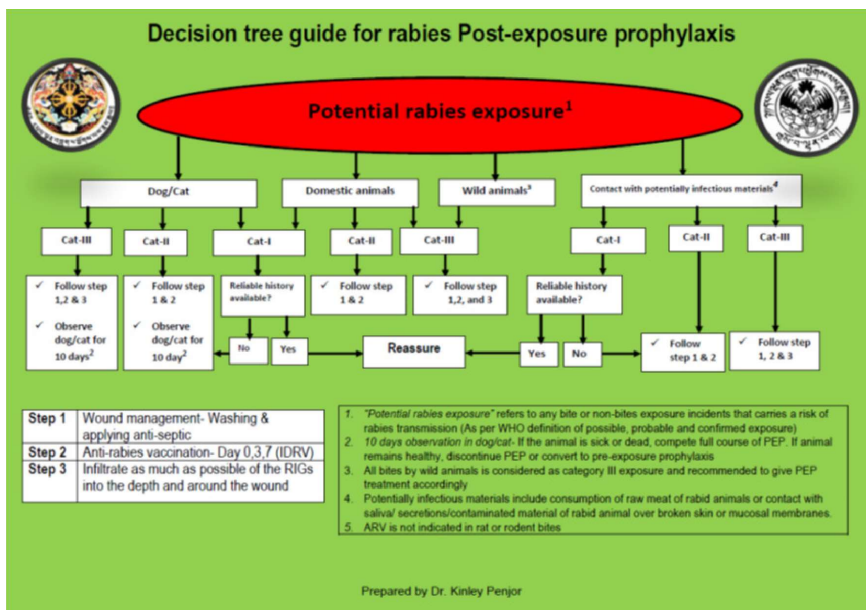 Decision tree guide for rabies Post-exposure prophylaxis
Potential rabies exposure1
Dog/Cat
Domestic animals
Wild animals3
Contact with potentially infectious materials4
Cat-III
Cat-II
Cat-I
Cat-II
Cat-III
Cat-I
Cat-II
Cat-III
✓ Follow step
1,2 & 3
✓ Observe
dog/cat for
10 days2
✓ Follow step
1 & 2
✓ Observe
dog/cat for
10 day2
Reliable history
available?
✓ Follow step
1 & 2
✓ Follow step
1,2, and 3
Reliable history
available?
No
Yes
Reassure
Yes
No
✓ Follow
step 1 & 2
✓ Follow step
1, 2 & 3
Step 1 Wound management- Washing &
applying anti-septic
Step 2 Anti-rabies vaccination- Day 0,3,7 (IDRV)
Step 3 Infiltrate as much as possible of the RIGs
into the depth and around the wound
1. "Potential rabies exposure" refers to any bite or non-bites exposure incidents that carries a risk of
rabies transmission (As per WHO definition of possible, probable and confirmed exposure)
2. 10 days observation in dog/cat- If the animal is sick or dead, compete full course of PEP. If animal
remains healthy, discontinue PEP or convert to pre-exposure prophylaxis
3. All bites by wild animals is considered as category III exposure and recommended to give PEP
treatment accordingly
4. Potentially infectious materials include consumption of raw meat of rabid animals or contact with
saliva/ secretions/contaminated material of rabid animal over broken skin or mucosal membranes.
5. ARV is not indicated in rat or rodent bites
Prepared by Dr. Kinley Penjor